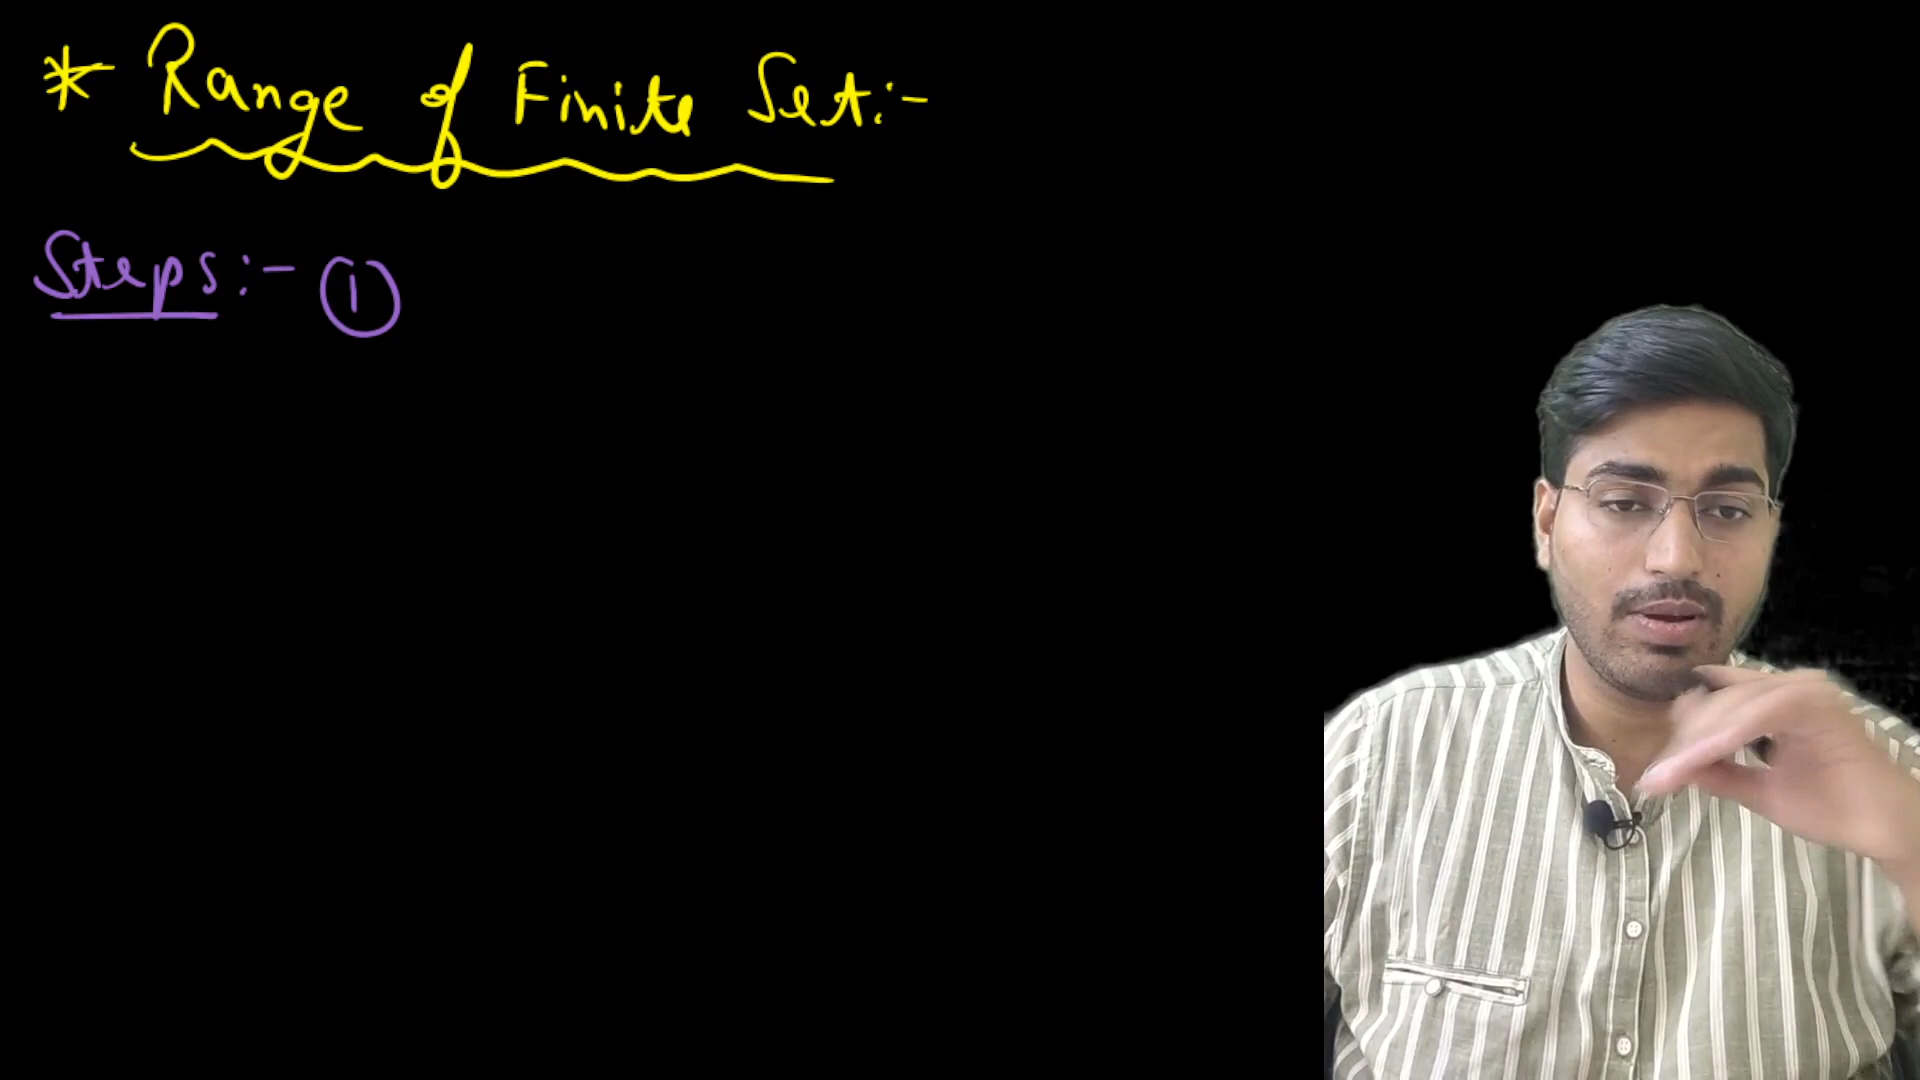 * Range of Finite Set:-
Steps:- ①